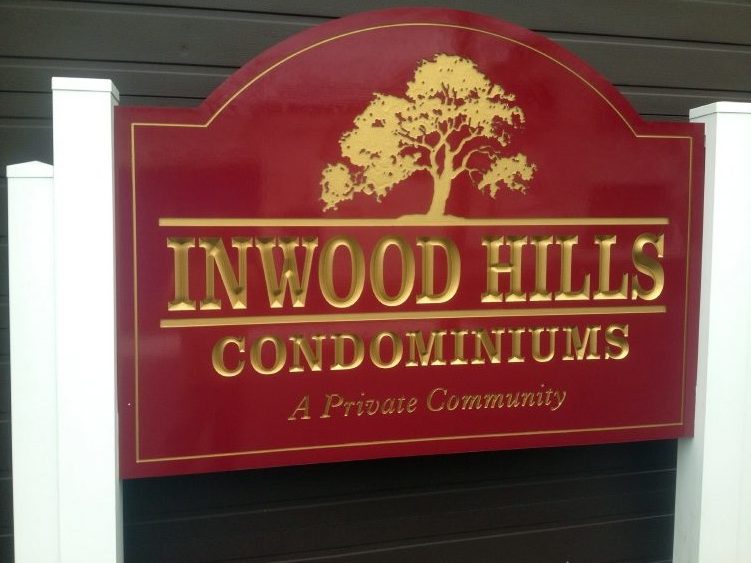 INWOOD HILLS
CONDOMINIUMS
A Private Community